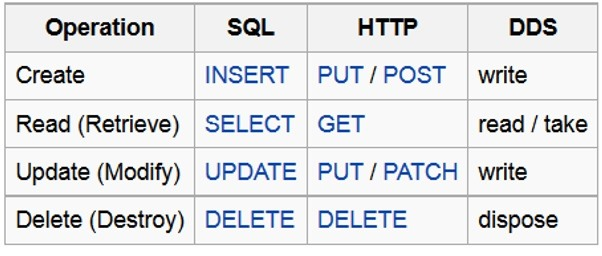 Operation SQL HTTP DDS
Create INSERT PUT / POST write
Read (Retrieve) SELECT GET read / take
Update (Modify) UPDATE PUT / PATCH write
Delete (Destroy) DELETE DELETE dispose